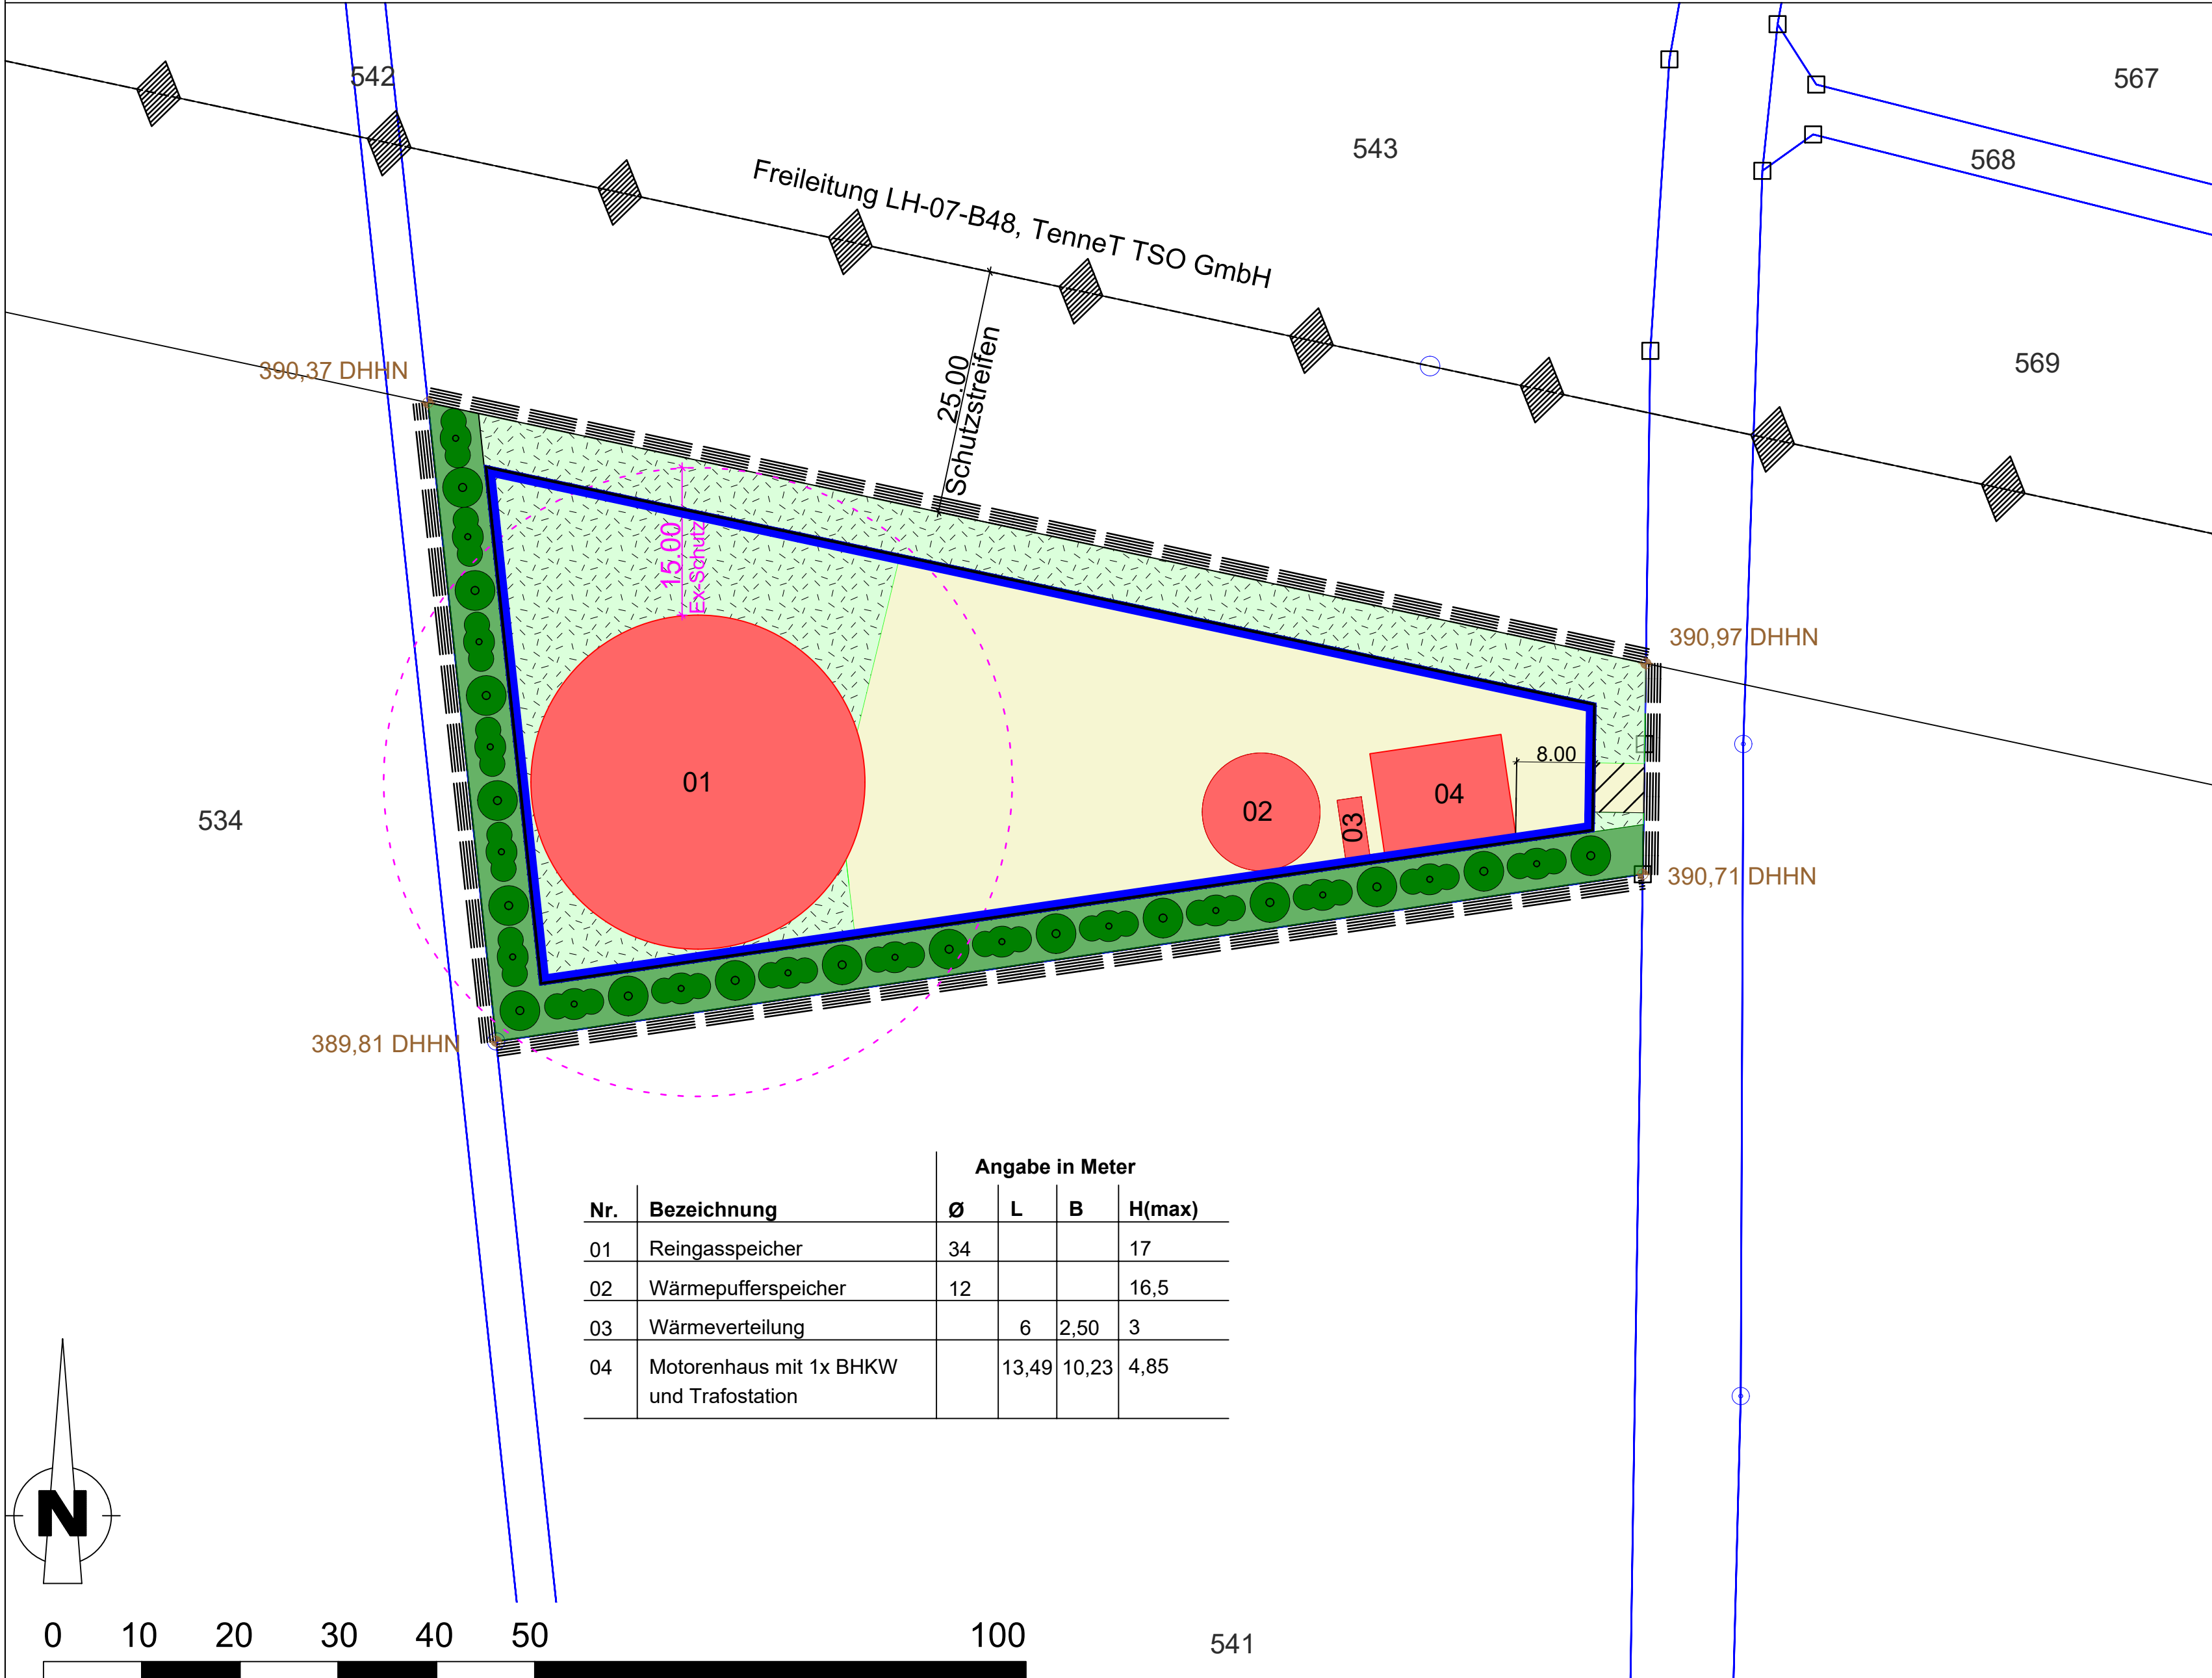 542
543
567
568
Freileitung LH-07-B48, TenneT TSO GmbH
569
390,37 DHHN
25.00
Schutzstreifen
15.00
Ex-Schutz
390,97 DHHN
8.00
01
02
03
04
534
390,71 DHHN
389,81 DHHN
Angabe in Meter
Nr. Bezeichnung Ø L B H(max)
01 Reingasspeicher 34 17
02 Wärmepufferspeicher 12 16,5
03 Wärmeverteilung 6 2,50 3
04 Motorenhaus mit 1x BHKW 13,49 10,23 4,85
und Trafostation
N
0 10 20 30 40 50 100
541